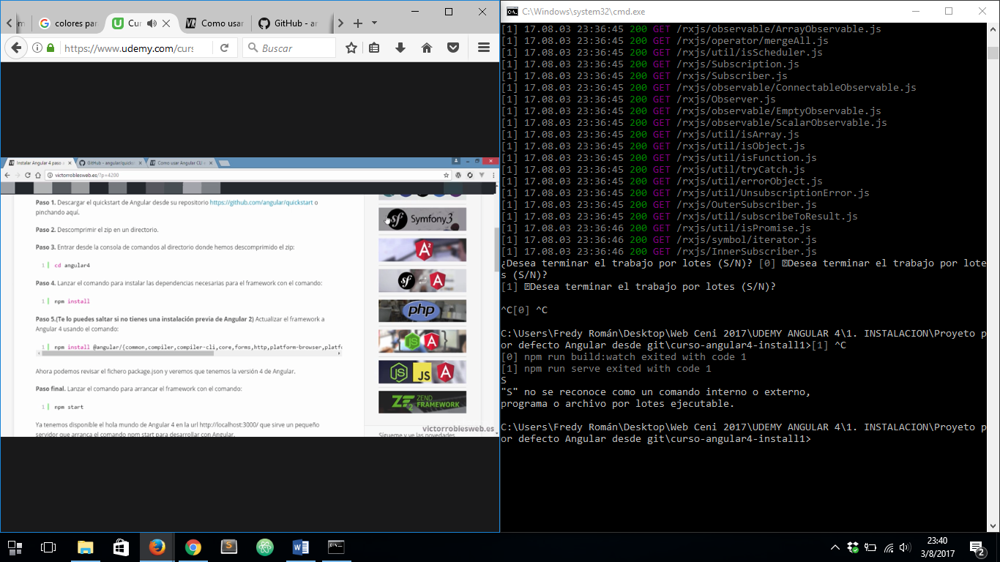 colores par
Cur
Como usar
GitHub - ar
https://www.udemy.com/curs
Buscar
Instalar Angular 4 paso a
GitHub - angular/quickst
Como usar Angular CLI
victorroblesweb.es/?p=4200
Paso 1. Descargar el quickstart de Angular desde su repositorio https://github.com/angular/quickstart o
pinchando aquí.
Paso 2. Descomprimir el zip en un directorio.
Paso 3. Entrar desde la consola de comandos al directorio donde hemos descomprimido el zip:
1 cd angular4
Paso 4. Lanzar el comando para instalar las dependencias necesarias para el framework con el comando:
1 npm install
Paso 5.(Te lo puedes saltar si no tienes una instalación previa de Angular 2) Actualizar el framework a
Angular 4 usando el comando:
1 npm install @angular/{common,compiler,compiler-cli,core,forms,http,platform-browser,platf
Ahora podemos revisar el fichero package.json y veremos que tenemos la versión 4 de Angular.
Paso final. Lanzar el comando para arrancar el framework con el comando:
1 npm start
Ya tenemos disponible el hola mundo de Angular 4 en la url http://localhost:3000/ que sirve un pequeño
servidor que arranca el comando npm start para desarrollar con Angular.
sf Symfony3
A2
sf A
php
JS A
JS JS A
ZF2 ZEND FRAMEWORK
victorroblesweb.es
Sígueme y ve las novedades
C:\Windows\system32\cmd.exe
[1] 17.08.03 23:36:45 200 GET /rxjs/observable/ArrayObservable.js
[1] 17.08.03 23:36:45 200 GET /rxjs/operator/mergeAll.js
[1] 17.08.03 23:36:45 200 GET /rxjs/util/isScheduler.js
[1] 17.08.03 23:36:45 200 GET /rxjs/Subscription.js
[1] 17.08.03 23:36:45 200 GET /rxjs/Subscriber.js
[1] 17.08.03 23:36:45 200 GET /rxjs/observable/ConnectableObservable.js
[1] 17.08.03 23:36:45 200 GET /rxjs/Observer.js
[1] 17.08.03 23:36:45 200 GET /rxjs/observable/EmptyObservable.js
[1] 17.08.03 23:36:45 200 GET /rxjs/observable/ScalarObservable.js
[1] 17.08.03 23:36:45 200 GET /rxjs/util/isArray.js
[1] 17.08.03 23:36:45 200 GET /rxjs/util/isObject.js
[1] 17.08.03 23:36:45 200 GET /rxjs/util/isFunction.js
[1] 17.08.03 23:36:45 200 GET /rxjs/util/tryCatch.js
[1] 17.08.03 23:36:45 200 GET /rxjs/util/errorObject.js
[1] 17.08.03 23:36:45 200 GET /rxjs/util/UnsubscriptionError.js
[1] 17.08.03 23:36:45 200 GET /rxjs/OuterSubscriber.js
[1] 17.08.03 23:36:45 200 GET /rxjs/util/subscribeToResult.js
[1] 17.08.03 23:36:46 200 GET /rxjs/util/isPromise.js
[1] 17.08.03 23:36:46 200 GET /rxjs/symbol/iterator.js
[1] 17.08.03 23:36:46 200 GET /rxjs/InnerSubscriber.js
¿Desea terminar el trabajo por lotes (S/N)? [0] Desea terminar el trabajo por lote
s (S/N)?
[1] Desea terminar el trabajo por lotes (S/N)?
^C[0] ^C
C:\Users\Fredy Román\Desktop\Web Ceni 2017\UDEMY ANGULAR 4\1. INSTALACION\Proyeto p
or defecto Angular desde git\curso-angular4-install1>[1] ^C
[0] npm run build:watch exited with code 1
[1] npm run serve exited with code 1
S
"S" no se reconoce como un comando interno o externo,
programa o archivo por lotes ejecutable.
C:\Users\Fredy Román\Desktop\Web Ceni 2017\UDEMY ANGULAR 4\1. INSTALACION\Proyeto p
or defecto Angular desde git\curso-angular4-install1>
23:40
3/8/2017
2